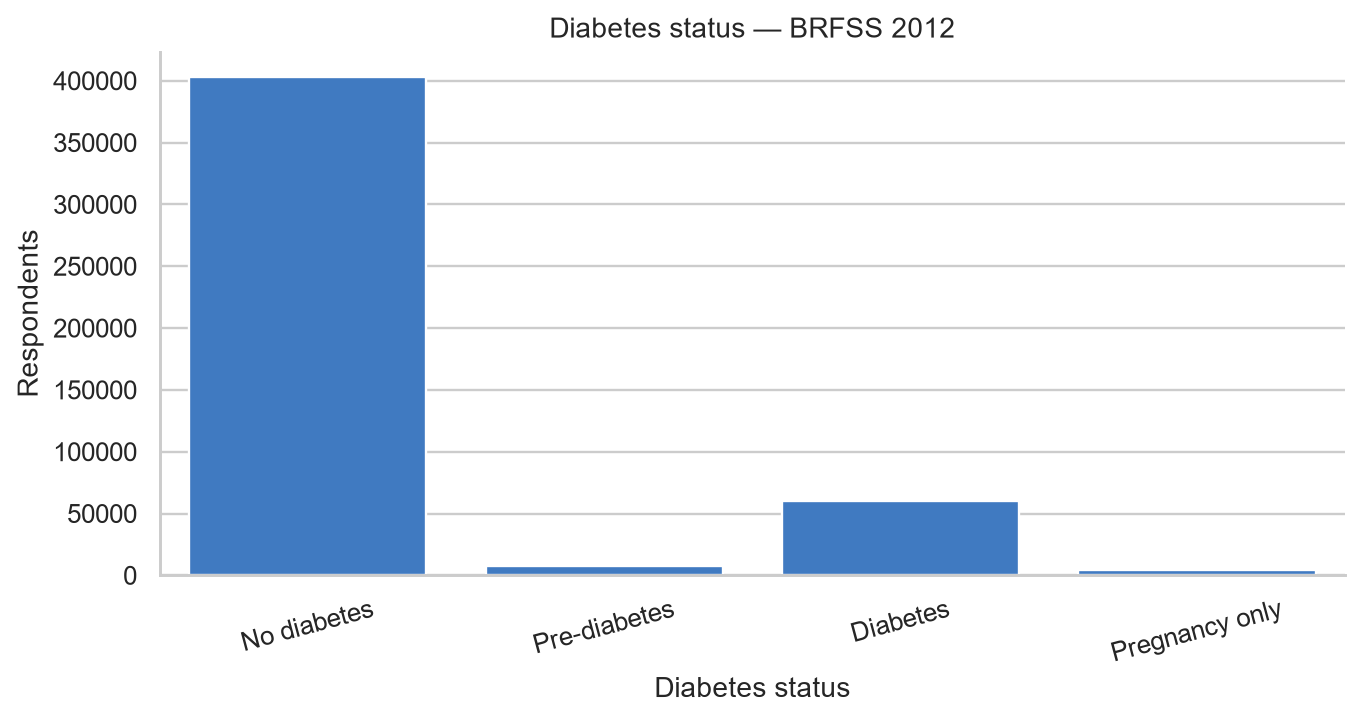 Diabetes status — BRFSS 2012
Respondents
400000
350000
300000
250000
200000
150000
100000
50000
0
No diabetes
Pre-diabetes
Diabetes
Pregnancy only
Diabetes status